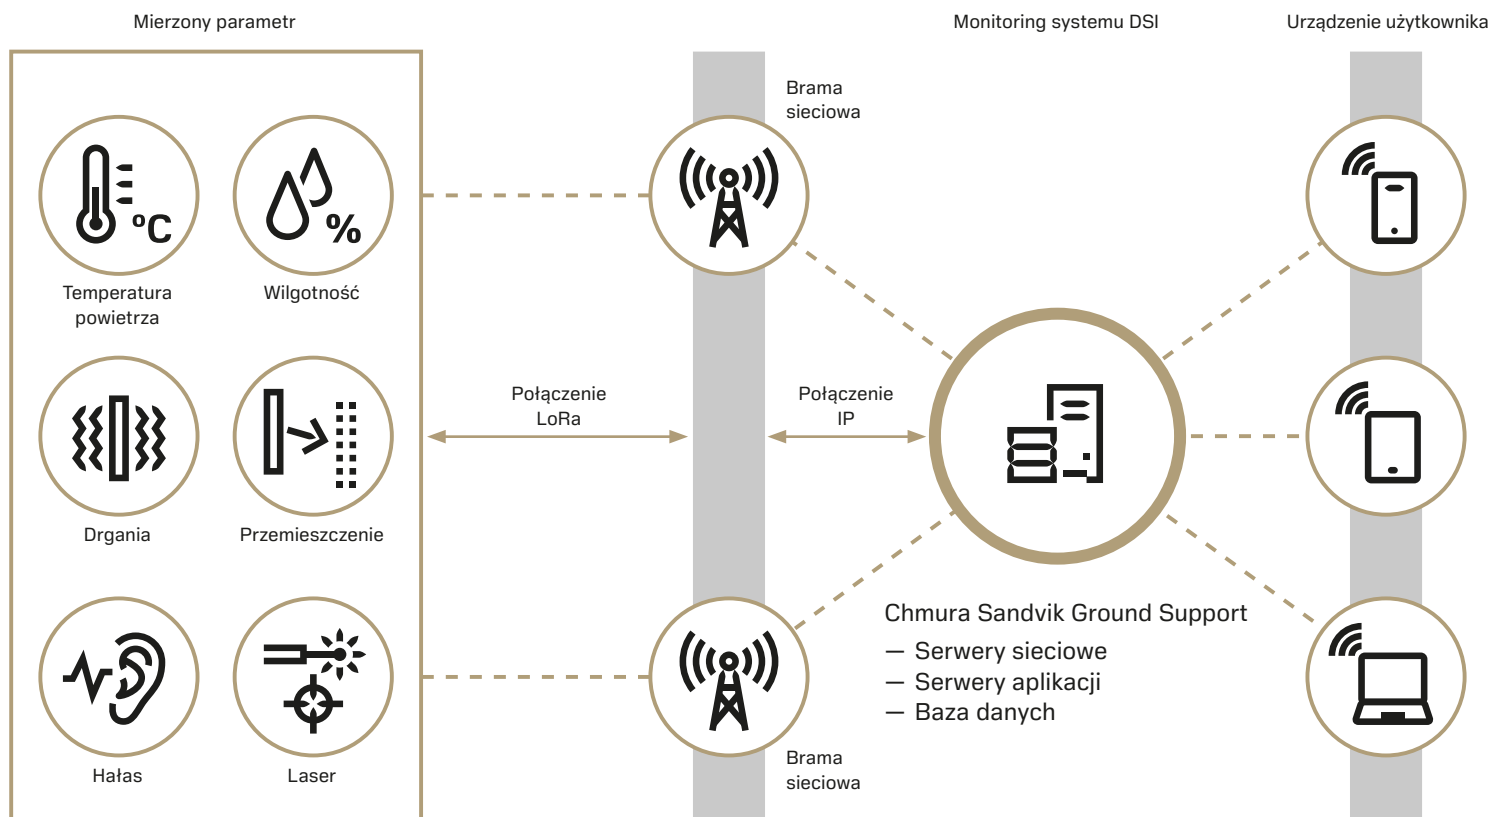 Mierzony parametr
Monitoring systemu DSI
Urządzenie użytkownika
Brama
sieciowa
°C
%
Temperatura
powietrza
Wilgotność
Połączenie
LoRa
Połączenie
IP
Drgania
Przemieszczenie
Chmura Sandvik Ground Support
— Serwery sieciowe
— Serwery aplikacji
— Baza danych
Brama
sieciowa
Hałas
Laser